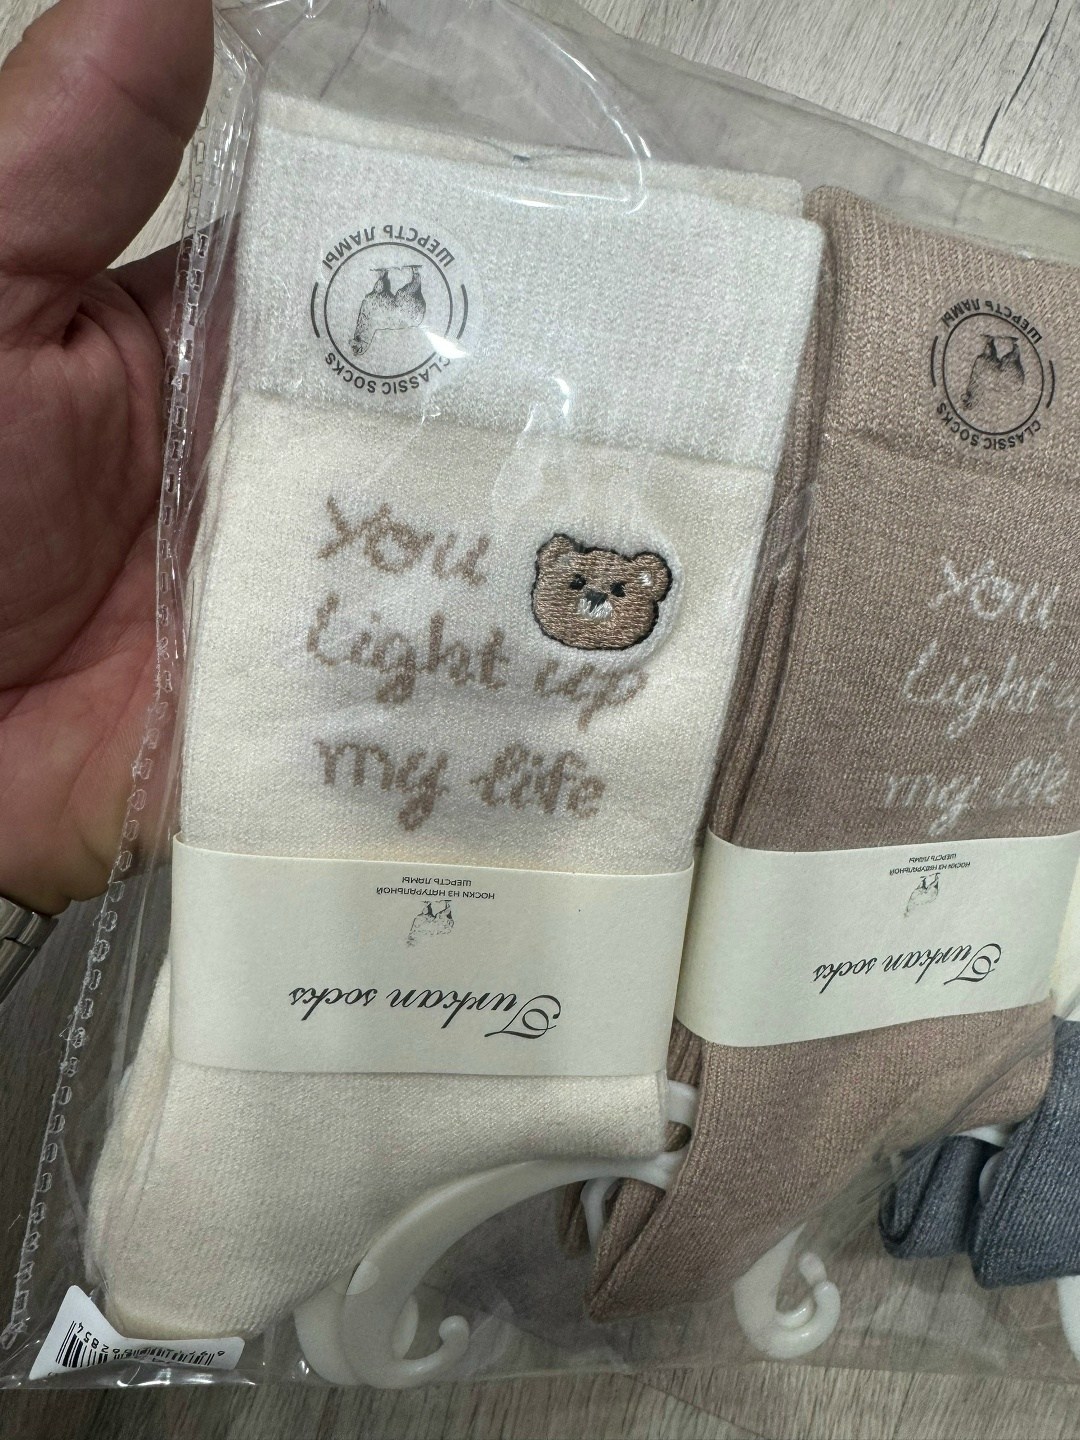 ШЕРСТЬ ЛАМЫ
CLASSIC SOCKS
you
Light up
my life
Turkan socks
НОСКИ ИЗ НАТУРАЛЬНОЙ
ШЕРСТЬ ЛАМЫ
ШЕРСТЬ ЛАМЫ
CLASSIC SOCKS
you
Light
my life
Turkan socks
НОСКИ ИЗ НАТУРАЛЬНОЙ
ШЕРСТЬ ЛАМЫ